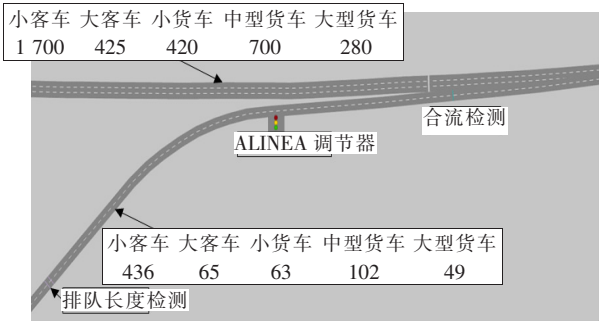 小客车 大客车 小货车 中型货车 大型货车
1 700 425 420 700 280
合流检测
ALINEA 调节器
小客车 大客车 小货车 中型货车 大型货车
436 65 63 102 49
排队长度检测